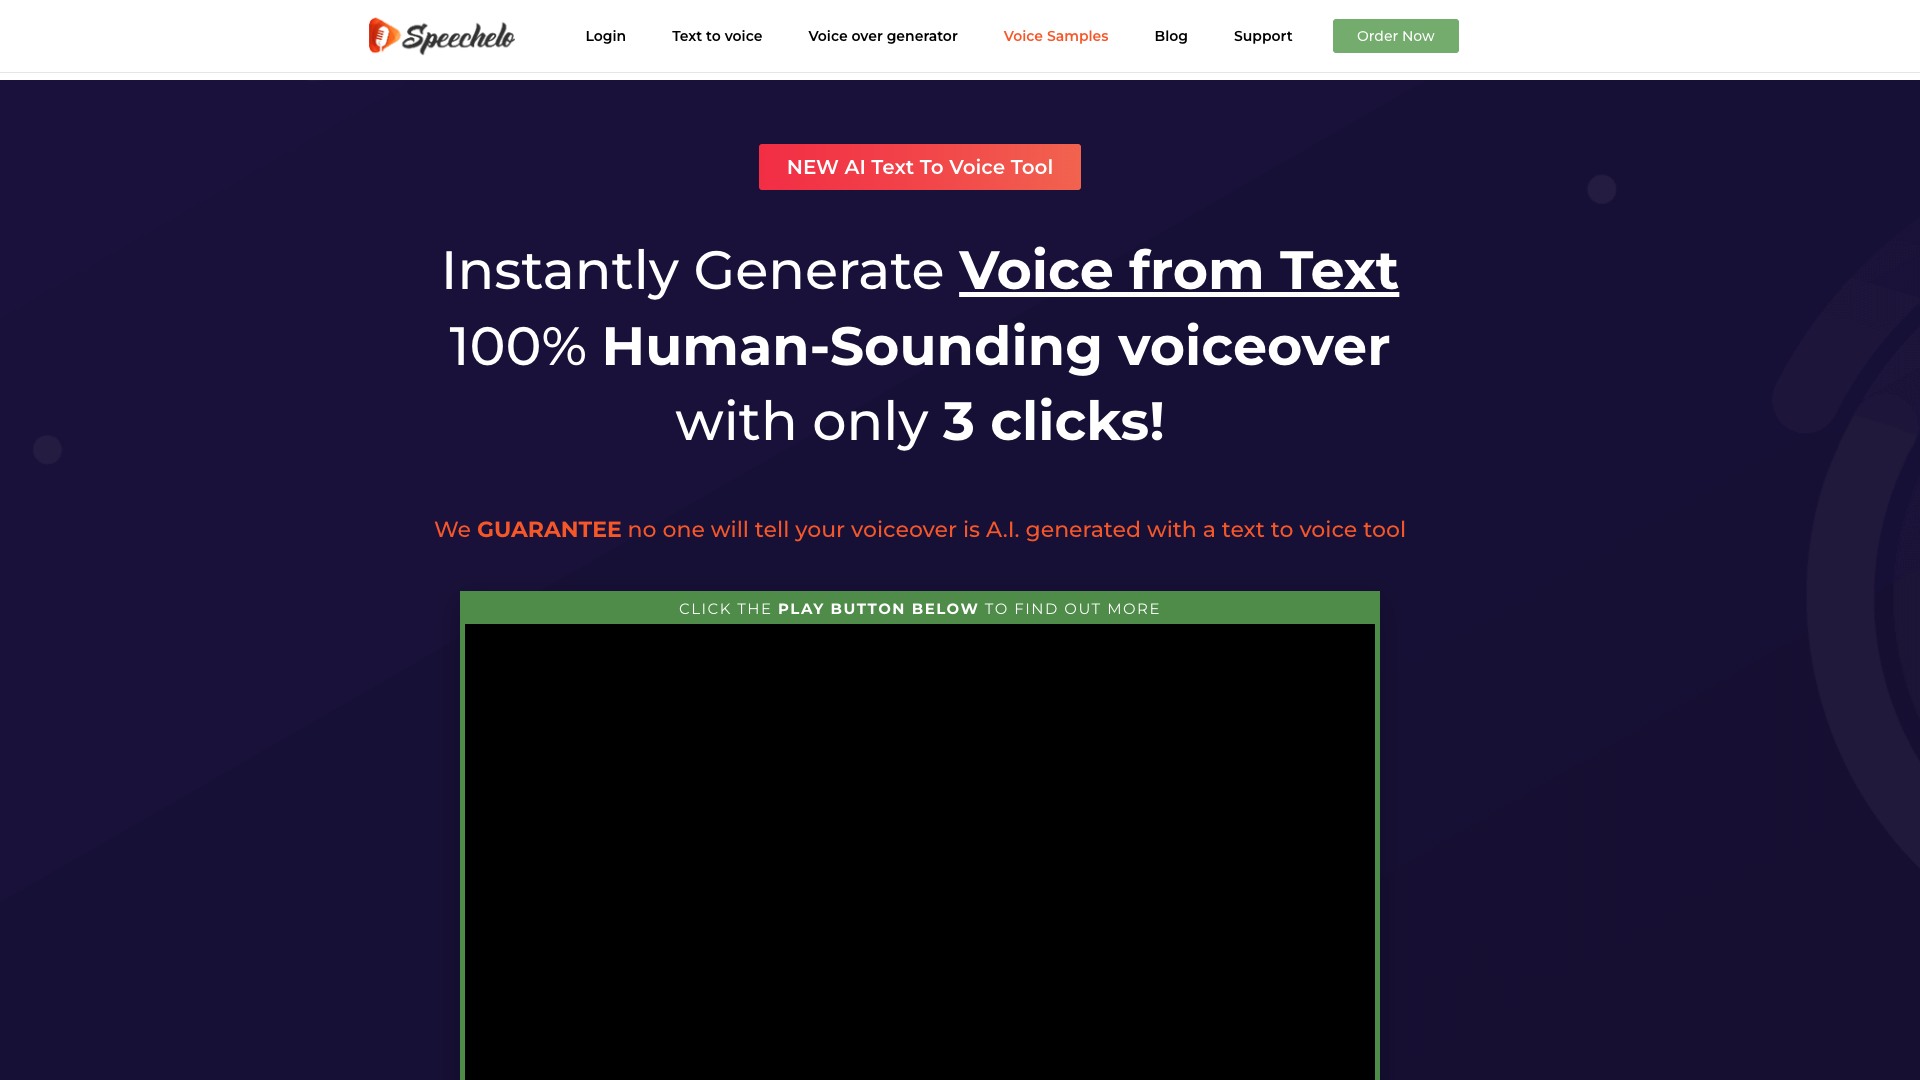 Speechelo
Login
Text to voice
Voice over generator
Voice Samples
Blog
Support
Order Now
NEW AI Text To Voice Tool
Instantly Generate Voice from Text
100% Human-Sounding voiceover
with only 3 clicks!
We GUARANTEE no one will tell your voiceover is A.I. generated with a text to voice tool
CLICK THE PLAY BUTTON BELOW TO FIND OUT MORE